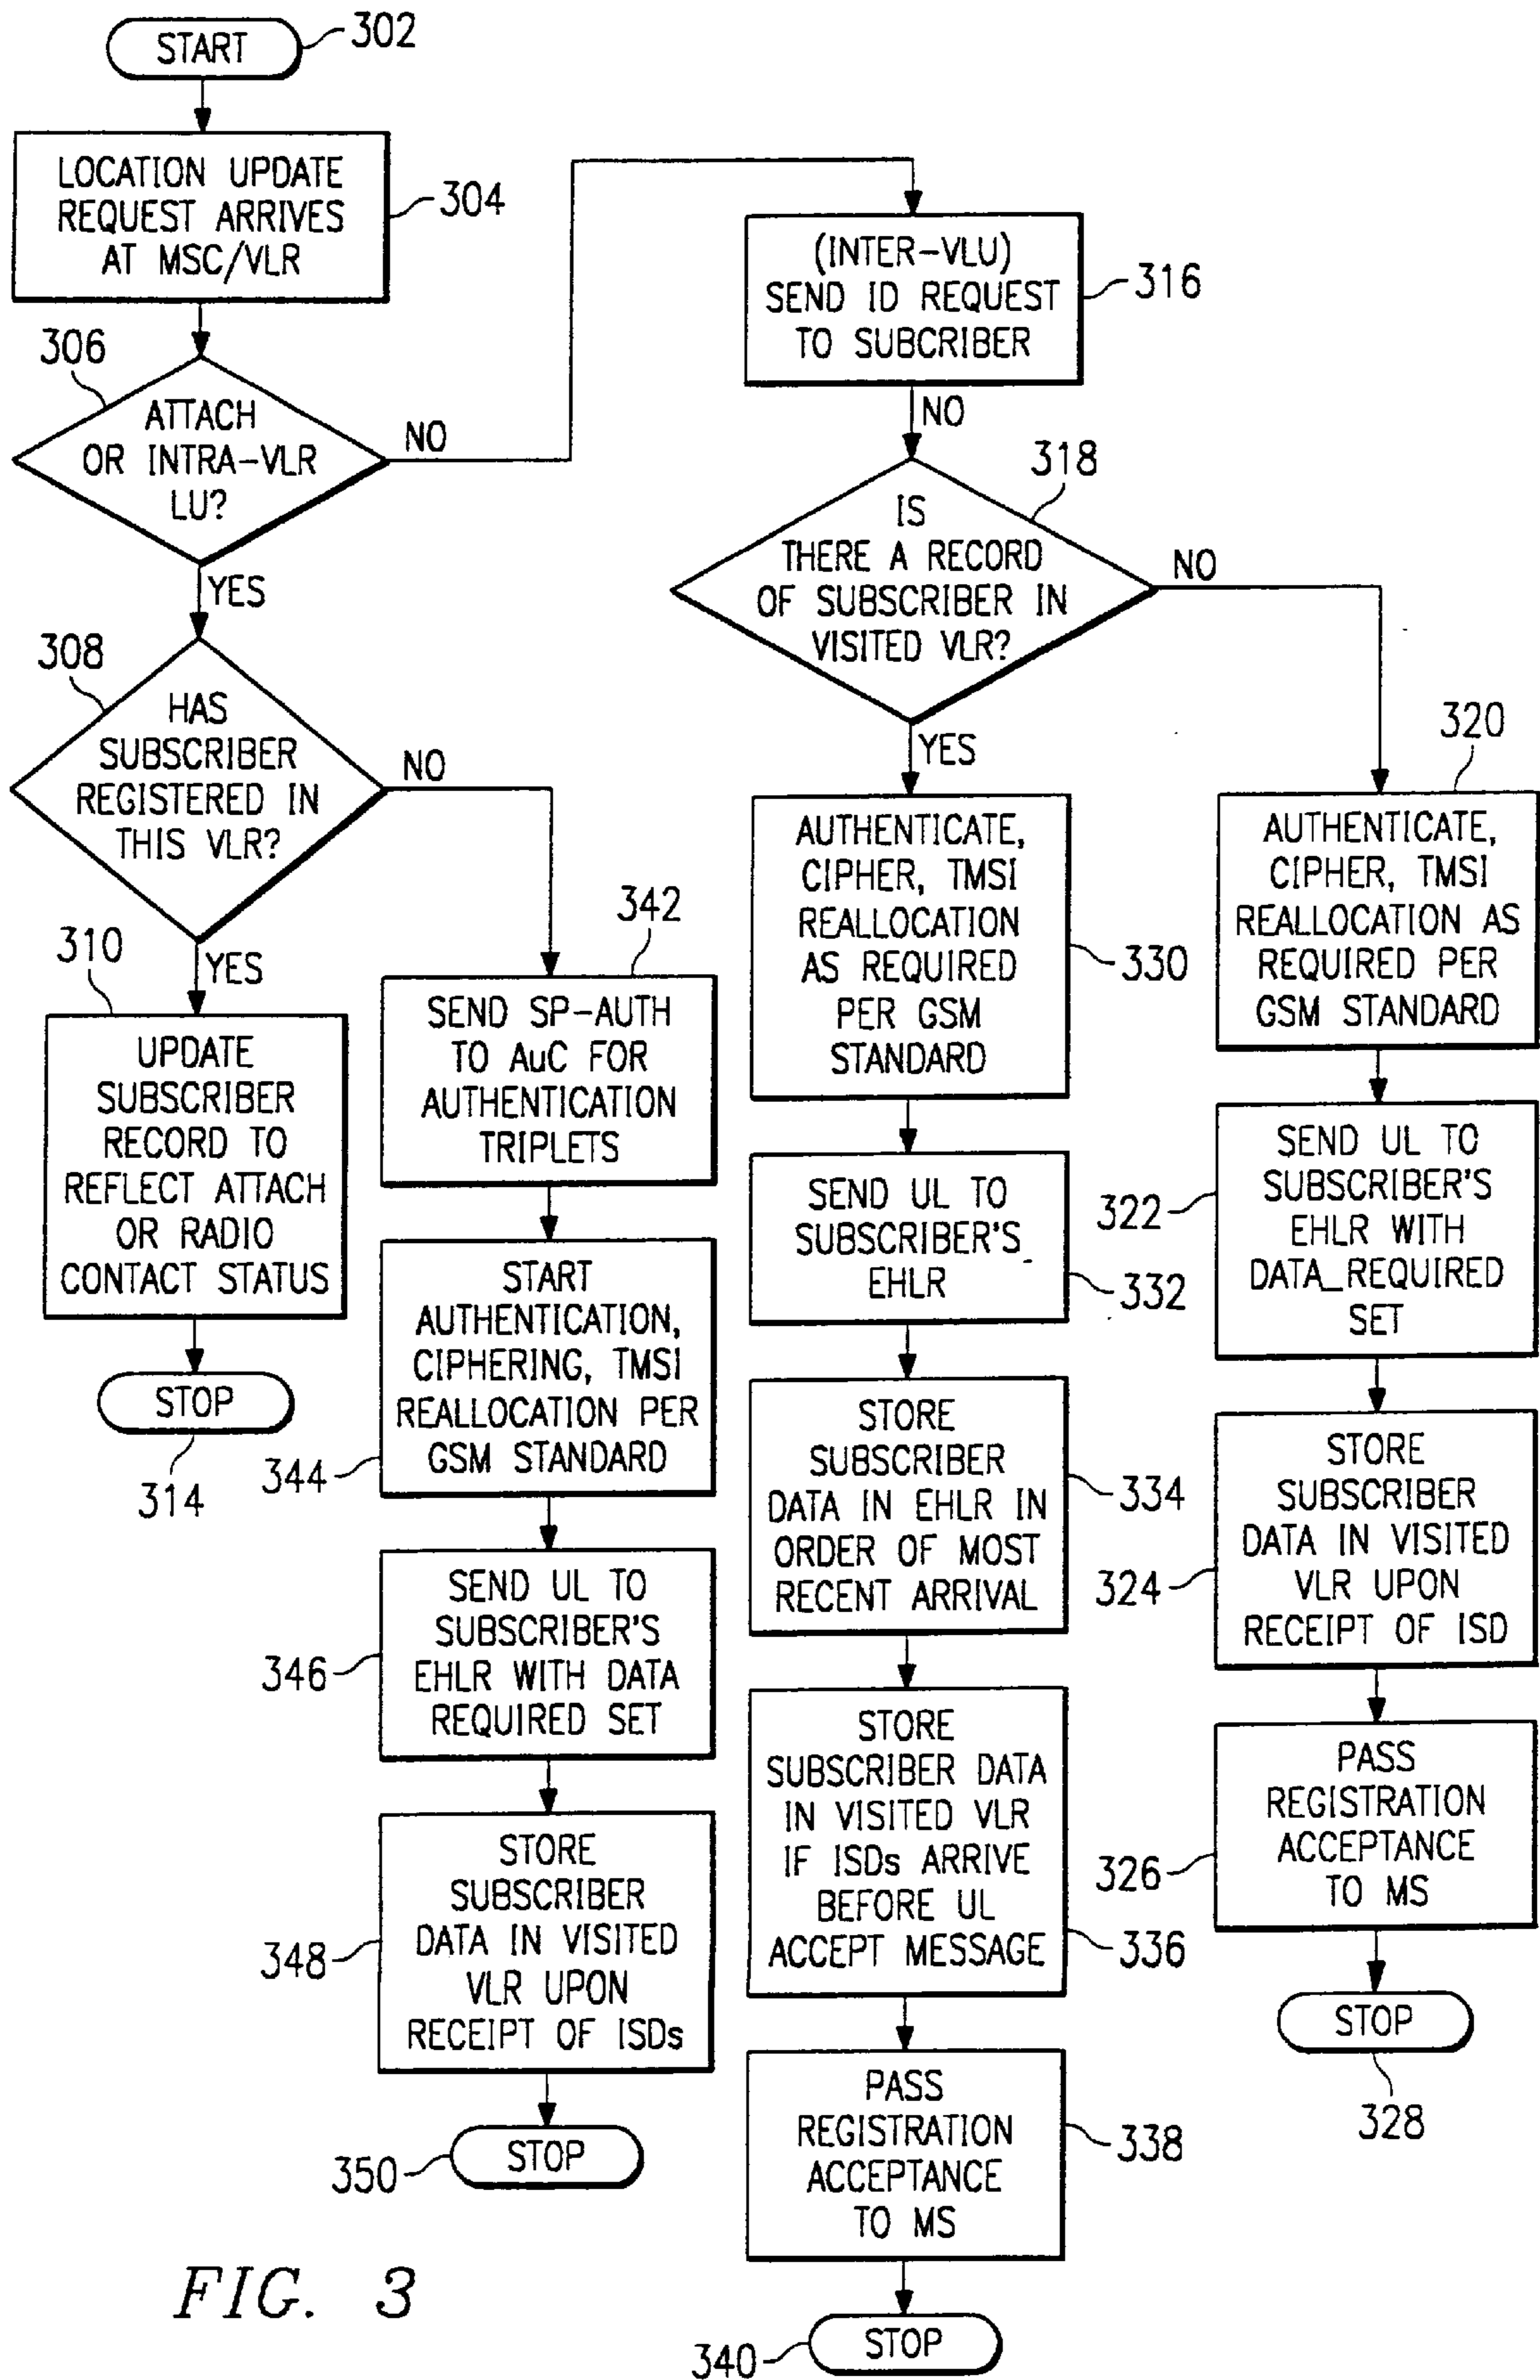 START
302
LOCATION UPDATE
REQUEST ARRIVES
AT MSC/VLR
304
306
ATTACH
OR INTRA-VLR
LU?
NO
YES
308
HAS
SUBSCRIBER
REGISTERED IN
THIS VLR?
NO
YES
310
UPDATE
SUBSCRIBER
RECORD TO
REFLECT ATTACH
OR RADIO
CONTACT STATUS
STOP
314
342
SEND SP-AUTH
TO AuC FOR
AUTHENTICATION
TRIPLETS
START
AUTHENTICATION,
CIPHERING, TMSI
REALLOCATION PER
GSM STANDARD
344
SEND UL TO
SUBSCRIBER'S
EHLR WITH DATA
REQUIRED SET
346
STORE
SUBSCRIBER
DATA IN VISITED
VLR UPON
RECEIPT OF ISDs
348
STOP
350
(INTER-VLU)
SEND ID REQUEST
TO SUBCRIBER
316
NO
318
IS
THERE A RECORD
OF SUBSCRIBER IN
VISITED VLR?
NO
YES
AUTHENTICATE,
CIPHER, TMSI
REALLOCATION
AS REQUIRED
PER GSM
STANDARD
330
SEND UL TO
SUBSCRIBER'S
EHLR
332
STORE
SUBSCRIBER
DATA IN EHLR IN
ORDER OF MOST
RECENT ARRIVAL
334
STORE
SUBSCRIBER DATA
IN VISITED VLR
IF ISDs ARRIVE
BEFORE UL
ACCEPT MESSAGE
336
PASS
REGISTRATION
ACCEPTANCE
TO MS
338
STOP
340
320
AUTHENTICATE,
CIPHER, TMSI
REALLOCATION AS
REQUIRED PER
GSM STANDARD
SEND UL TO
SUBSCRIBER'S
EHLR WITH
DATA_REQUIRED
SET
322
STORE
SUBSCRIBER
DATA IN VISITED
VLR UPON
RECEIPT OF ISD
324
PASS
REGISTRATION
ACCEPTANCE
TO MS
326
STOP
328
FIG. 3